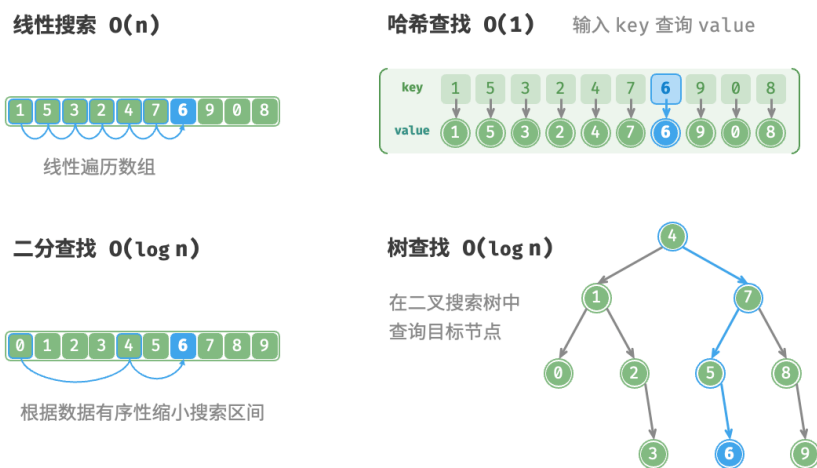 线性搜索 O(n)
1 5 3 2 4 7 6 9 0 8
线性遍历数组
哈希查找 O(1) 输入 key 查询 value
key 1 5 3 2 4 7 6 9 0 8
value 1 5 3 2 4 7 6 9 0 8
二分查找 O(log n)
0 1 2 3 4 5 6 7 8 9
根据数据有序性缩小搜索区间
树查找 O(log n)
在二叉搜索树中
查询目标节点
4
1 7
0 2 5 8
3 6 9